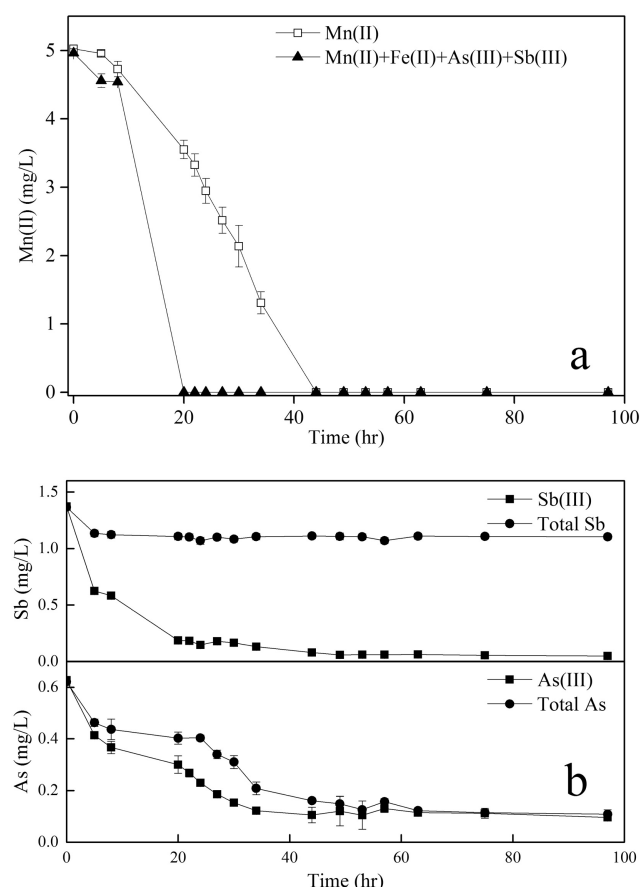 Mn(II)
Mn(II)+Fe(II)+As(III)+Sb(III)
5
4
3
2
1
0
Mn(II) (mg/L)
a
0 20 40 60 80 100
Time (hr)
Sb(III)
Total Sb
1.5
1.0
0.5
0.0
Sb (mg/L)
As(III)
Total As
0.6
0.4
0.2
0.0
As (mg/L)
b
0 20 40 60 80 100
Time (hr)